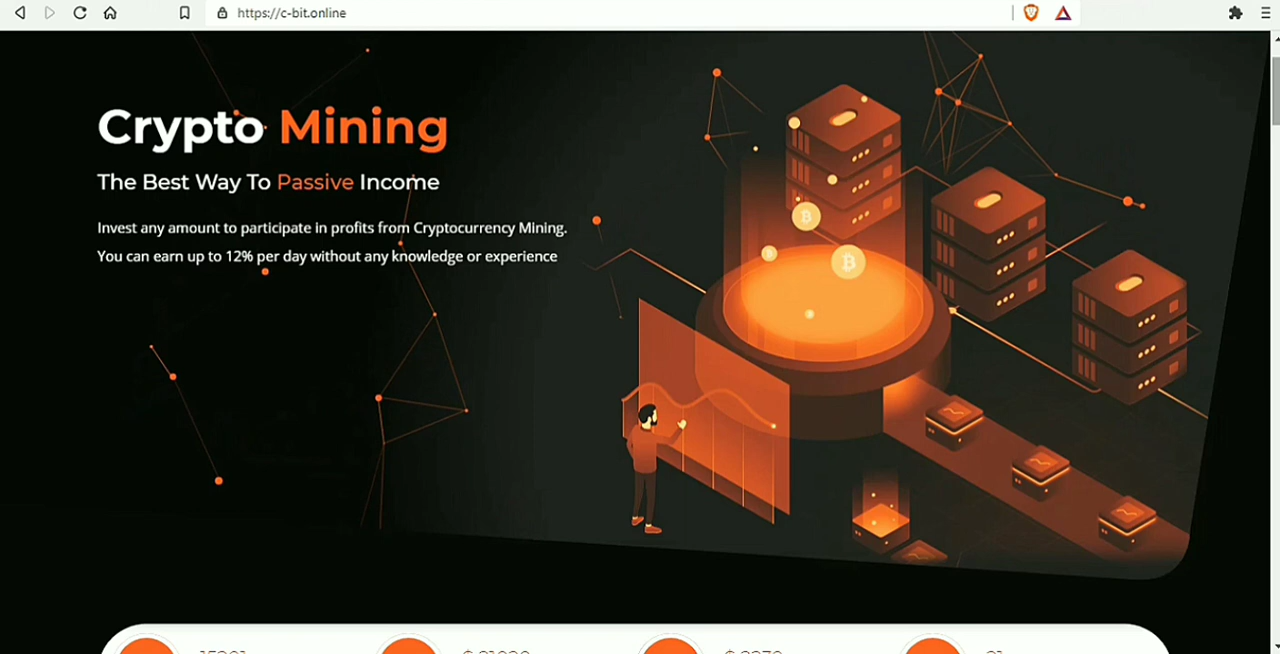 https://c-bit.online
Crypto Mining
The Best Way To Passive Income
Invest any amount to participate in profits from Cryptocurrency Mining.
You can earn up to 12% per day without any knowledge or experience